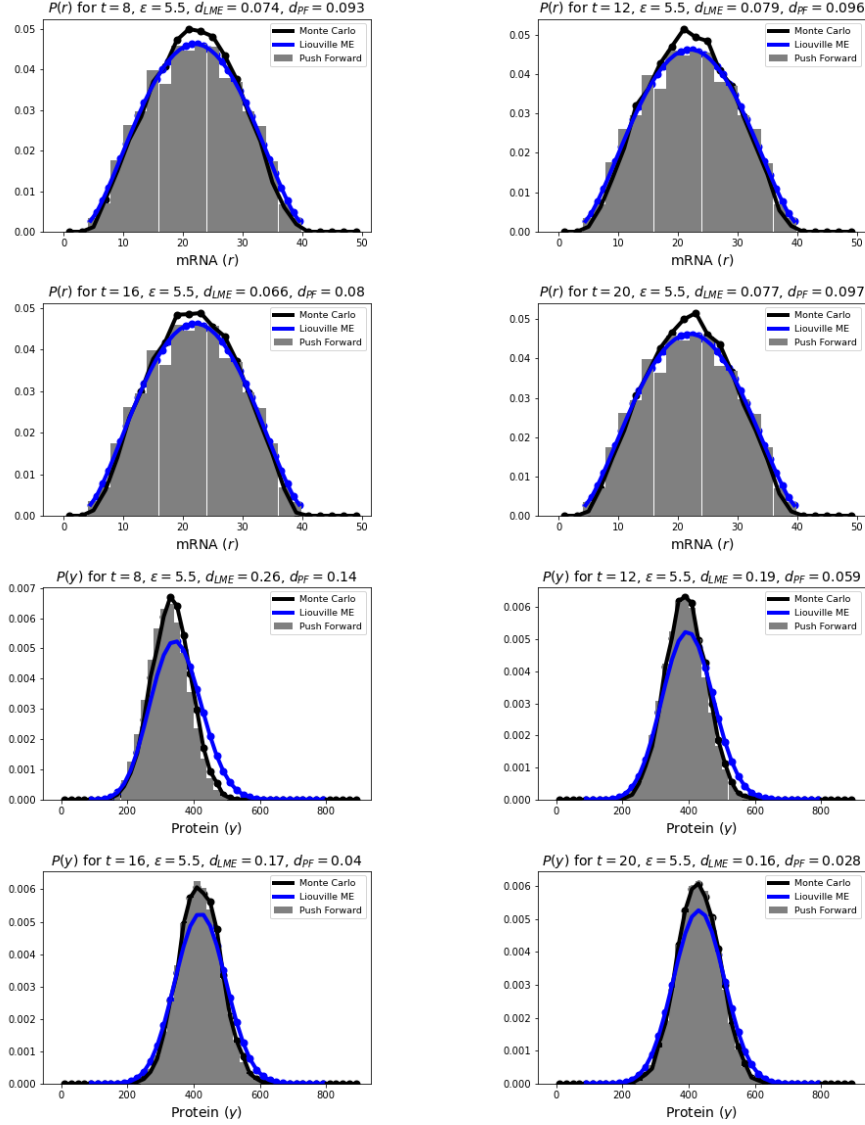 P(r) for t = 8, ε = 5.5, d_LME = 0.074, d_PF = 0.093
Monte Carlo
Liouville ME
Push Forward
0.05
0.04
0.03
0.02
0.01
0.00
0 10 20 30 40 50
mRNA (r)
P(r) for t = 12, ε = 5.5, d_LME = 0.079, d_PF = 0.096
Monte Carlo
Liouville ME
Push Forward
0.05
0.04
0.03
0.02
0.01
0.00
0 10 20 30 40 50
mRNA (r)
P(r) for t = 16, ε = 5.5, d_LME = 0.066, d_PF = 0.08
Monte Carlo
Liouville ME
Push Forward
0.05
0.04
0.03
0.02
0.01
0.00
0 10 20 30 40 50
mRNA (r)
P(r) for t = 20, ε = 5.5, d_LME = 0.077, d_PF = 0.097
Monte Carlo
Liouville ME
Push Forward
0.05
0.04
0.03
0.02
0.01
0.00
0 10 20 30 40 50
mRNA (r)
P(y) for t = 8, ε = 5.5, d_LME = 0.26, d_PF = 0.14
Monte Carlo
Liouville ME
Push Forward
0.007
0.006
0.005
0.004
0.003
0.002
0.001
0.000
0 200 400 600 800
Protein (y)
P(y) for t = 12, ε = 5.5, d_LME = 0.19, d_PF = 0.059
Monte Carlo
Liouville ME
Push Forward
0.006
0.005
0.004
0.003
0.002
0.001
0.000
0 200 400 600 800
Protein (y)
P(y) for t = 16, ε = 5.5, d_LME = 0.17, d_PF = 0.04
Monte Carlo
Liouville ME
Push Forward
0.006
0.005
0.004
0.003
0.002
0.001
0.000
0 200 400 600 800
Protein (y)
P(y) for t = 20, ε = 5.5, d_LME = 0.16, d_PF = 0.028
Monte Carlo
Liouville ME
Push Forward
0.006
0.005
0.004
0.003
0.002
0.001
0.000
0 200 400 600 800
Protein (y)